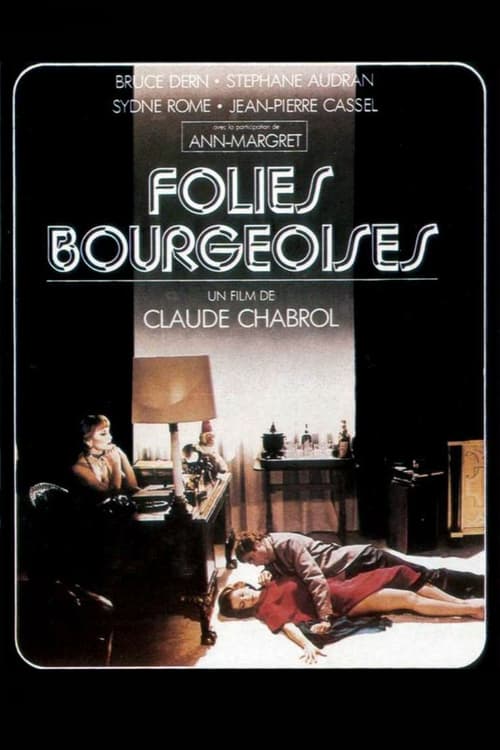 BRUCE DERN • STEPHANE AUDRAN
SYDNE ROME • JEAN-PIERRE CASSEL
avec la participation de
ANN-MARGRET
FOLIES
BOURGEOISES
UN FILM DE
CLAUDE CHABROL